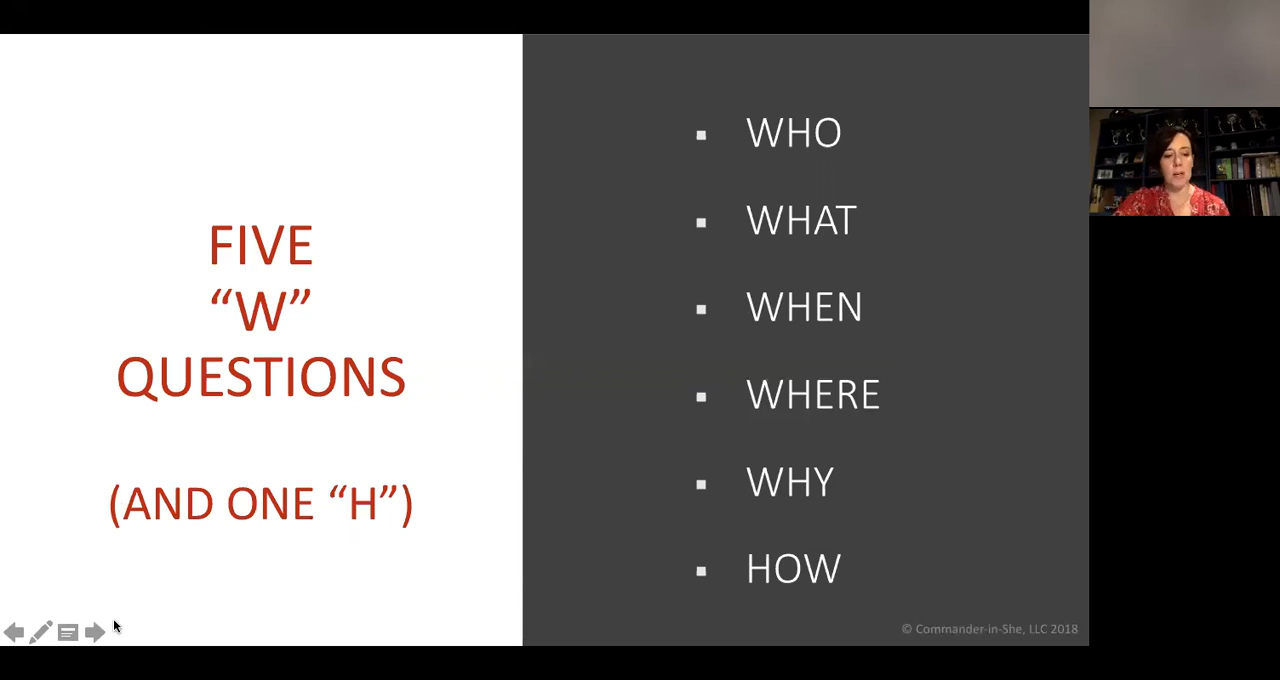 FIVE
“W”
QUESTIONS
(AND ONE “H”)
▪ WHO
▪ WHAT
▪ WHEN
▪ WHERE
▪ WHY
▪ HOW
© Commander-in-She, LLC 2018